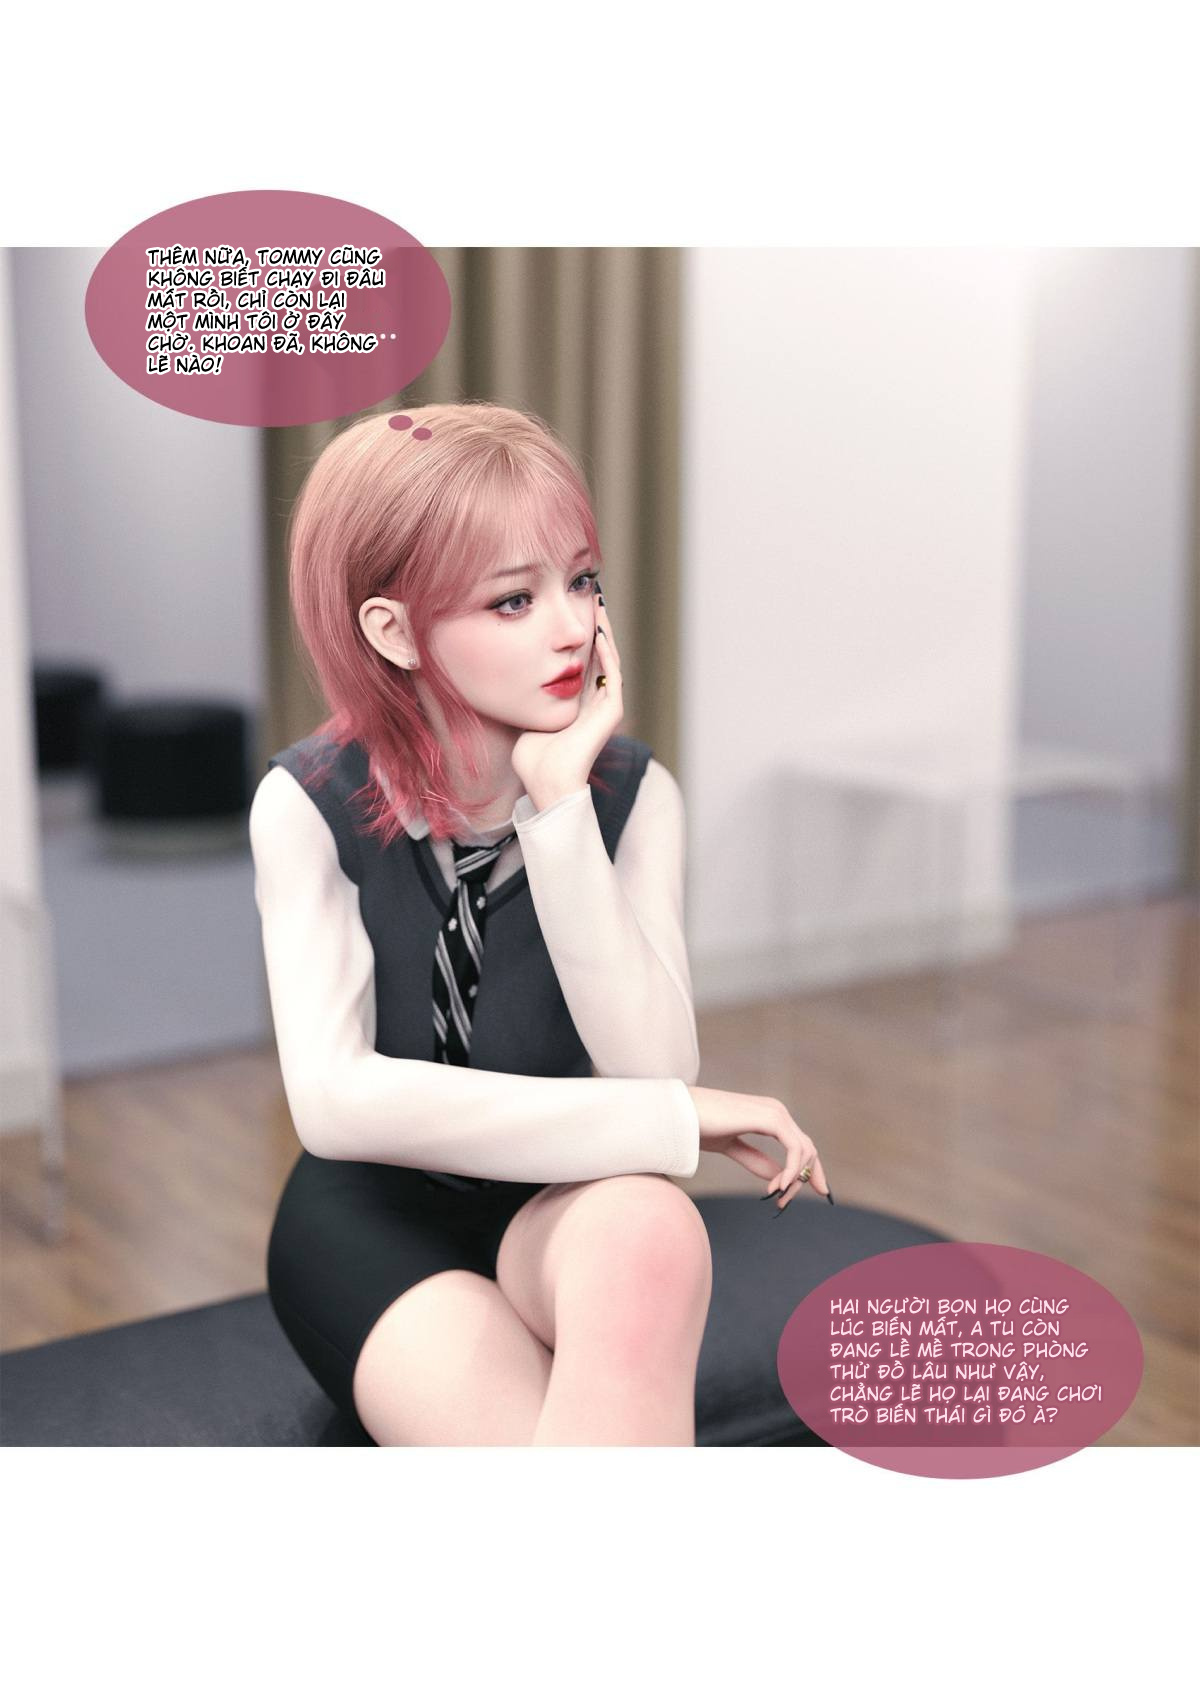 THÊM NỮA, TOMMY CŨNG
KHÔNG BIẾT CHẠY ĐI ĐÂU
MẤT RỒI, CHỈ CÒN LẠI
MỘT MÌNH TÔI Ở ĐÂY
CHỜ. KHOAN ĐÃ, KHÔNG
LẼ NÀO!
HAI NGƯỜI BỌN HỌ CÙNG
LÚC BIẾN MẤT, A TU CÒN
ĐANG LỀ MỀ TRONG PHÒNG
THỬ ĐỒ LÂU NHƯ VẬY,
CHẲNG LẼ HỌ LẠI ĐANG CHƠI
TRÒ BIẾN THÁI GÌ ĐÓ À?